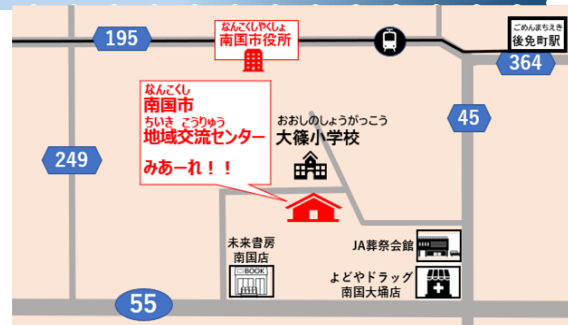 195
なんこくしやくしょ
南国市役所
ごめんまちえき
後免町駅
364
なんこくし
南国市
ちいき こうりゅう
地域交流センター
みあーれ！！
おおしのしょうがっこう
大篠小学校
45
249
未来書房
南国店
BOOK
JA葬祭会館
よどやドラッグ
南国大埇店
55